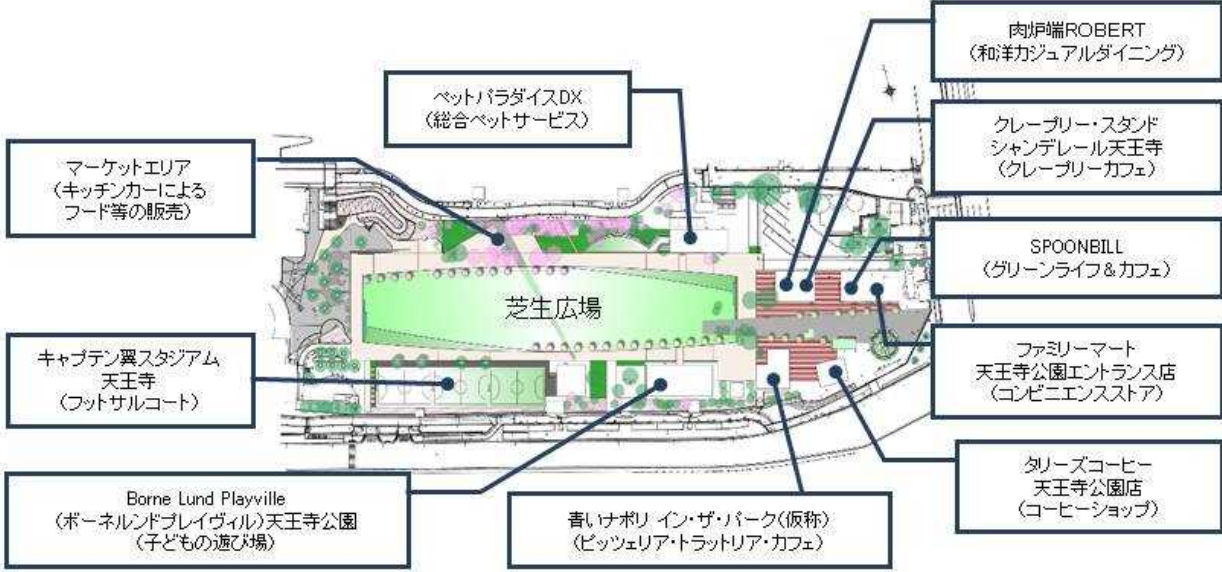 肉炉端ROBERT
(和洋カジュアルダイニング)
ペットパラダイスDX
(総合ペットサービス)
クレープリー・スタンド
シャンデレール天王寺
(クレープリーカフェ)
マーケットエリア
(キッチンカーによる
フード等の販売)
SPOONBILL
(グリーンライフ&カフェ)
芝生広場
キャプテン翼スタジアム
天王寺
(フットサルコート)
ファミリーマート
天王寺公園エントランス店
(コンビニエンスストア)
タリーズコーヒー
天王寺公園店
(コーヒーショップ)
Borne Lund Playville
(ボーネルンドプレイヴィル)天王寺公園
(子どもの遊び場)
青いナポリ イン・ザ・パーク(仮称)
(ピッツェリア・トラットリア・カフェ)